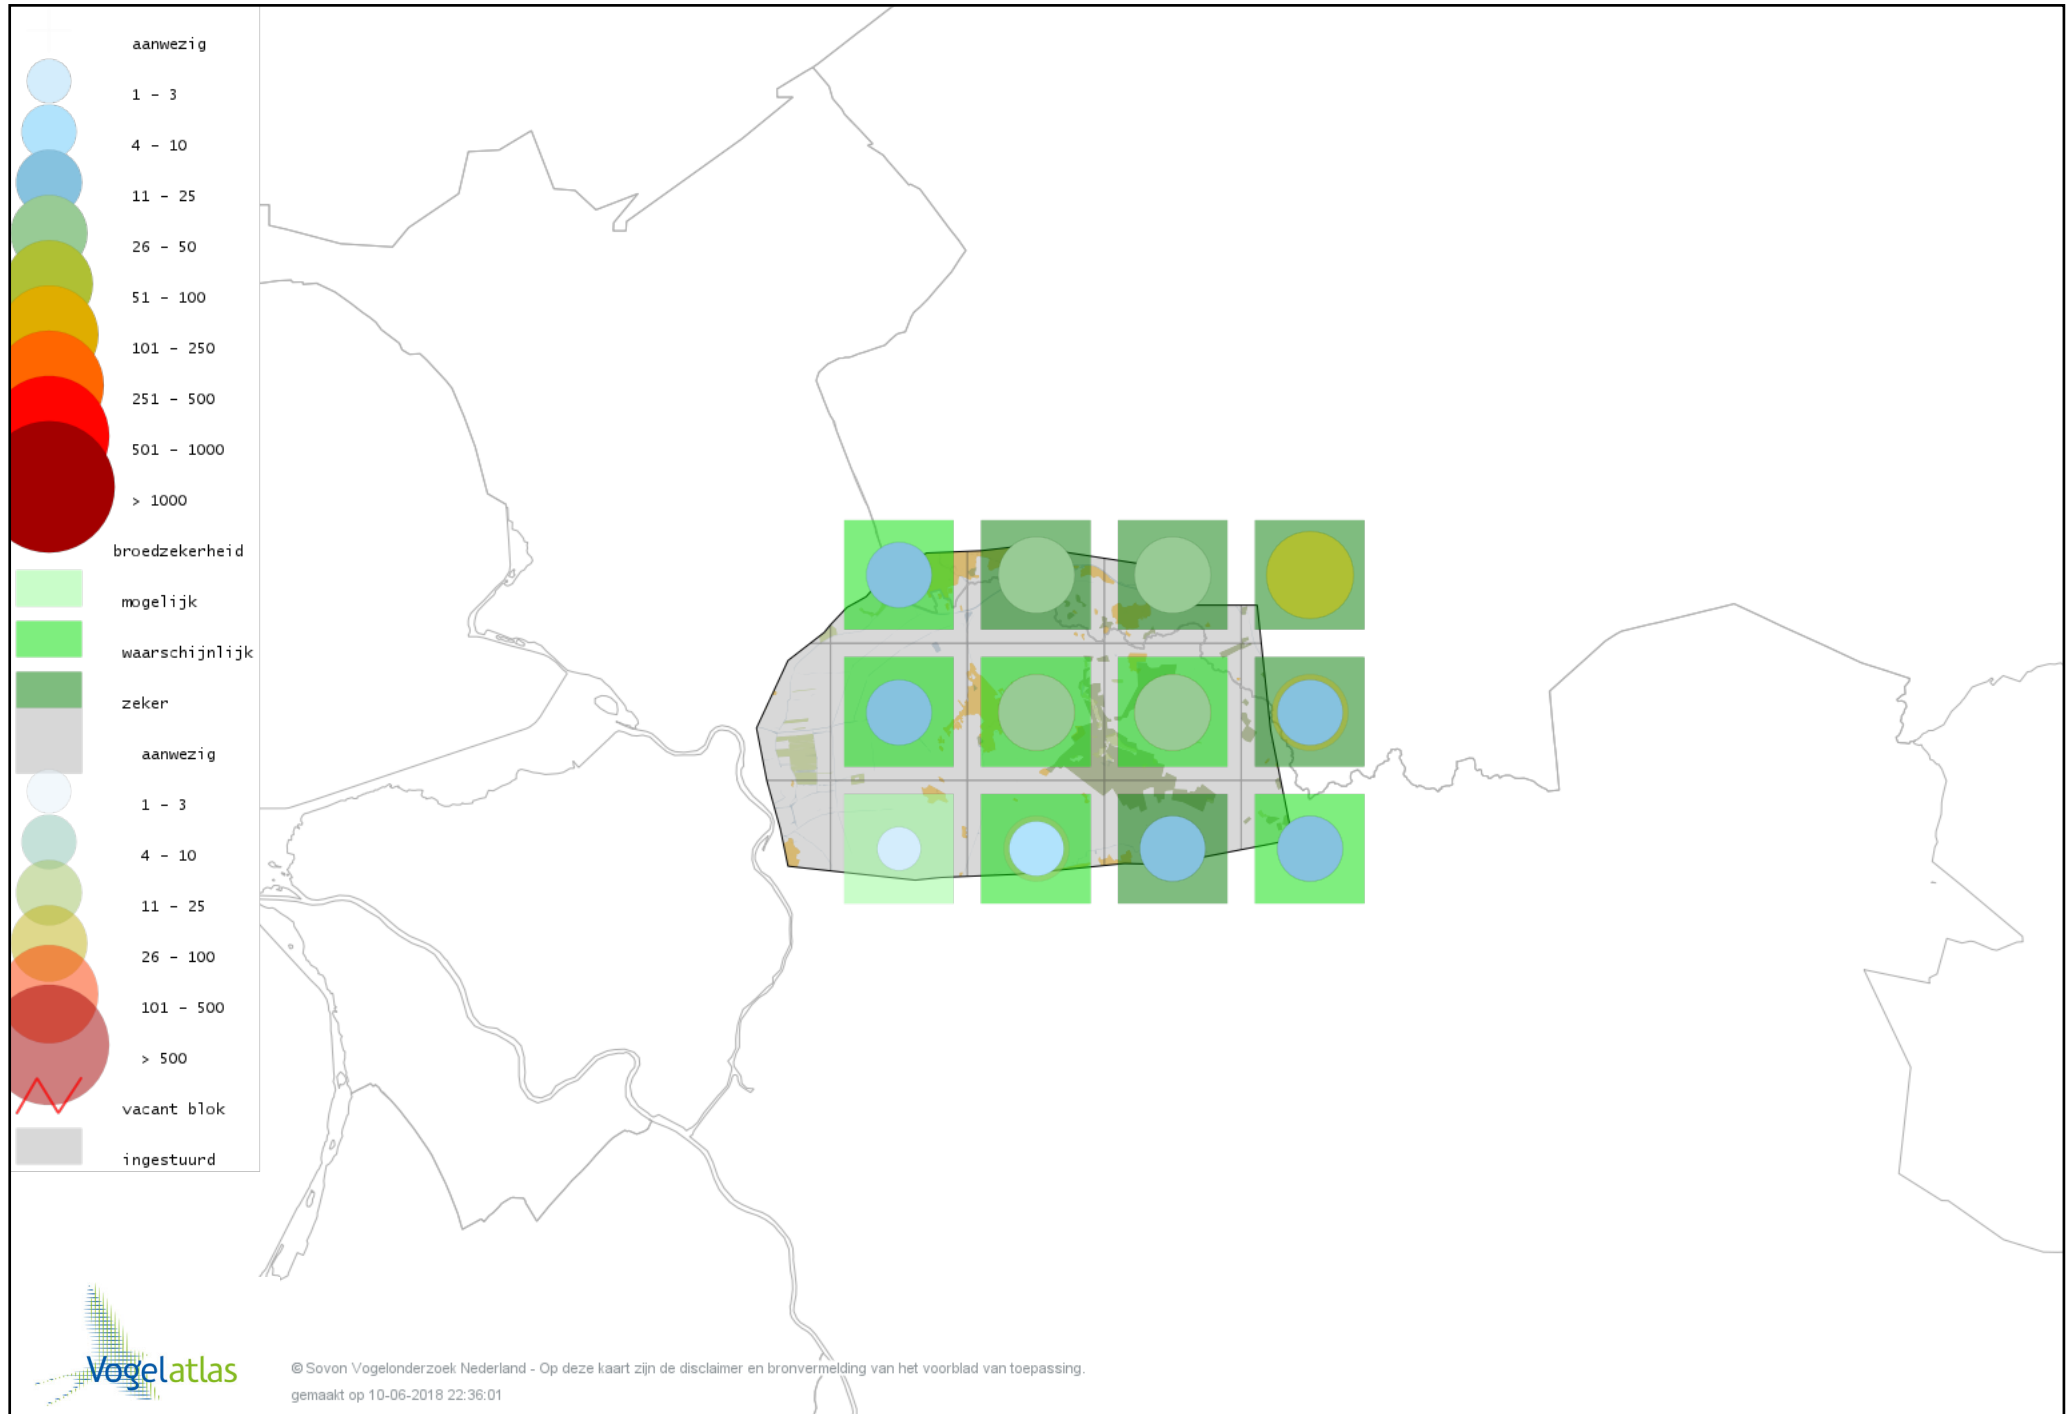 aanwezig
1 - 3
4 - 10
11 - 25
26 - 50
51 - 100
101 - 250
251 - 500
501 - 1000
> 1000
broedzekerheid
mogelijk
waarschijnlijk
zeker
aanwezig
1 - 3
4 - 10
11 - 25
26 - 100
101 - 500
> 500
vacant blok
ingestuurd
Vogelatlas
© Sovon Vogelonderzoek Nederland - Op deze kaart zijn de disclaimer en bronvermelding van het voorblad van toepassing.
gemaakt op 10-06-2018 22:36:01